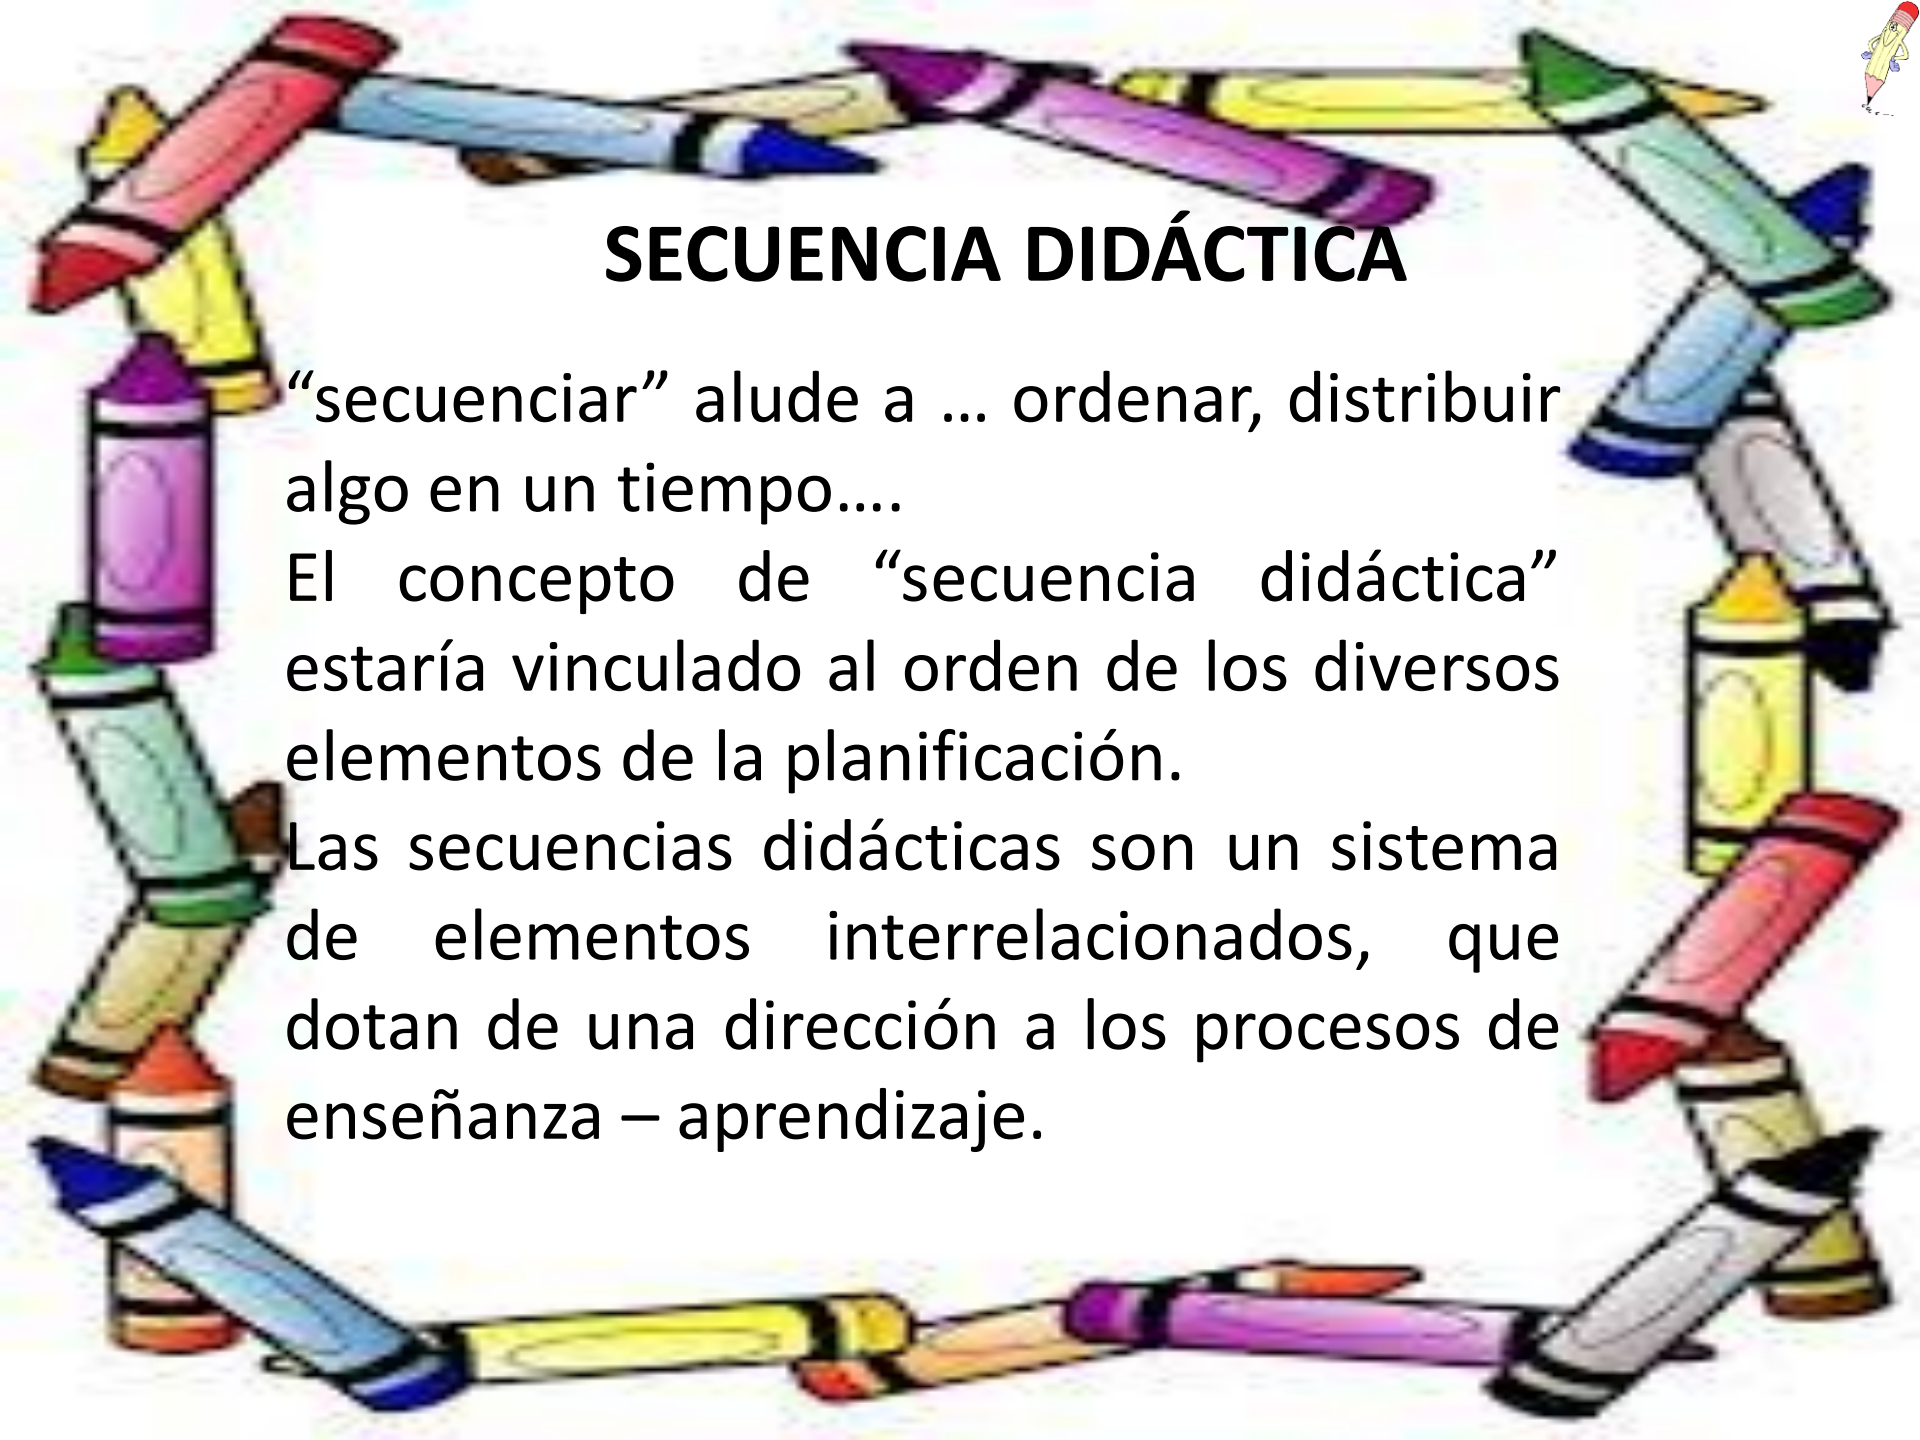 SECUENCIA DIDÁCTICA
“secuenciar” alude a … ordenar, distribuir
algo en un tiempo….
El concepto de “secuencia didáctica”
estaría vinculado al orden de los diversos
elementos de la planificación.
Las secuencias didácticas son un sistema
de elementos interrelacionados, que
dotan de una dirección a los procesos de
enseñanza – aprendizaje.